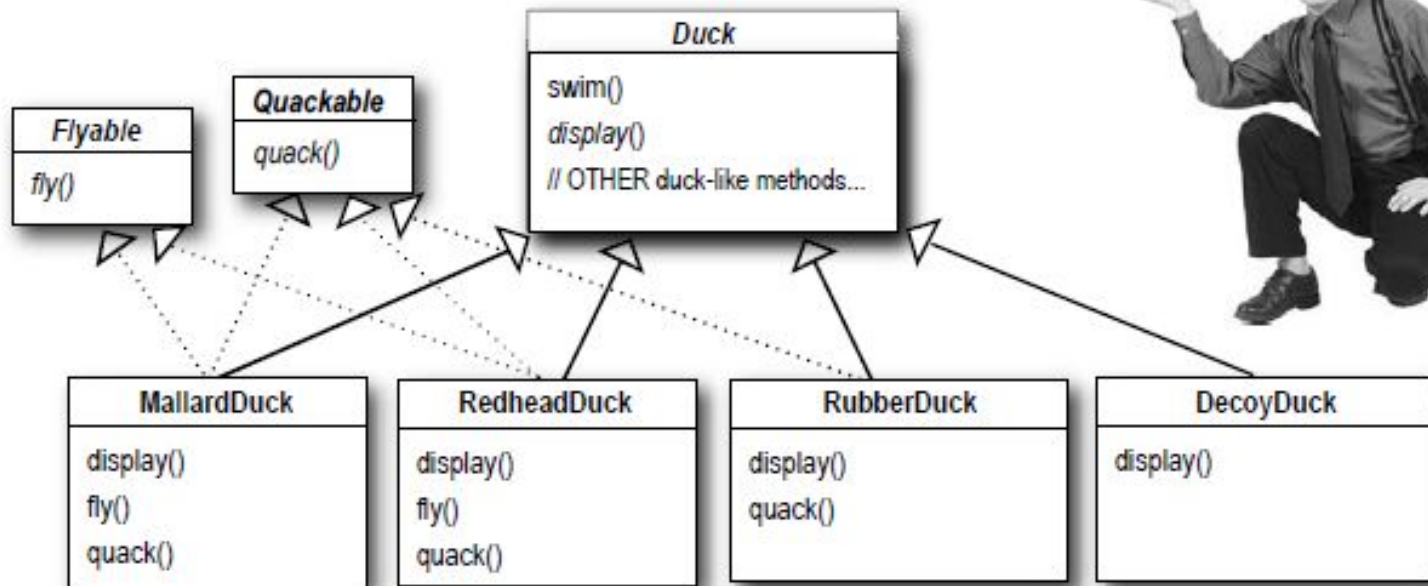 Duck
swim()
display()
// OTHER duck-like methods...
Quackable
quack()
Flyable
fly()
MallardDuck
display()
fly()
quack()
RedheadDuck
display()
fly()
quack()
RubberDuck
display()
quack()
DecoyDuck
display()